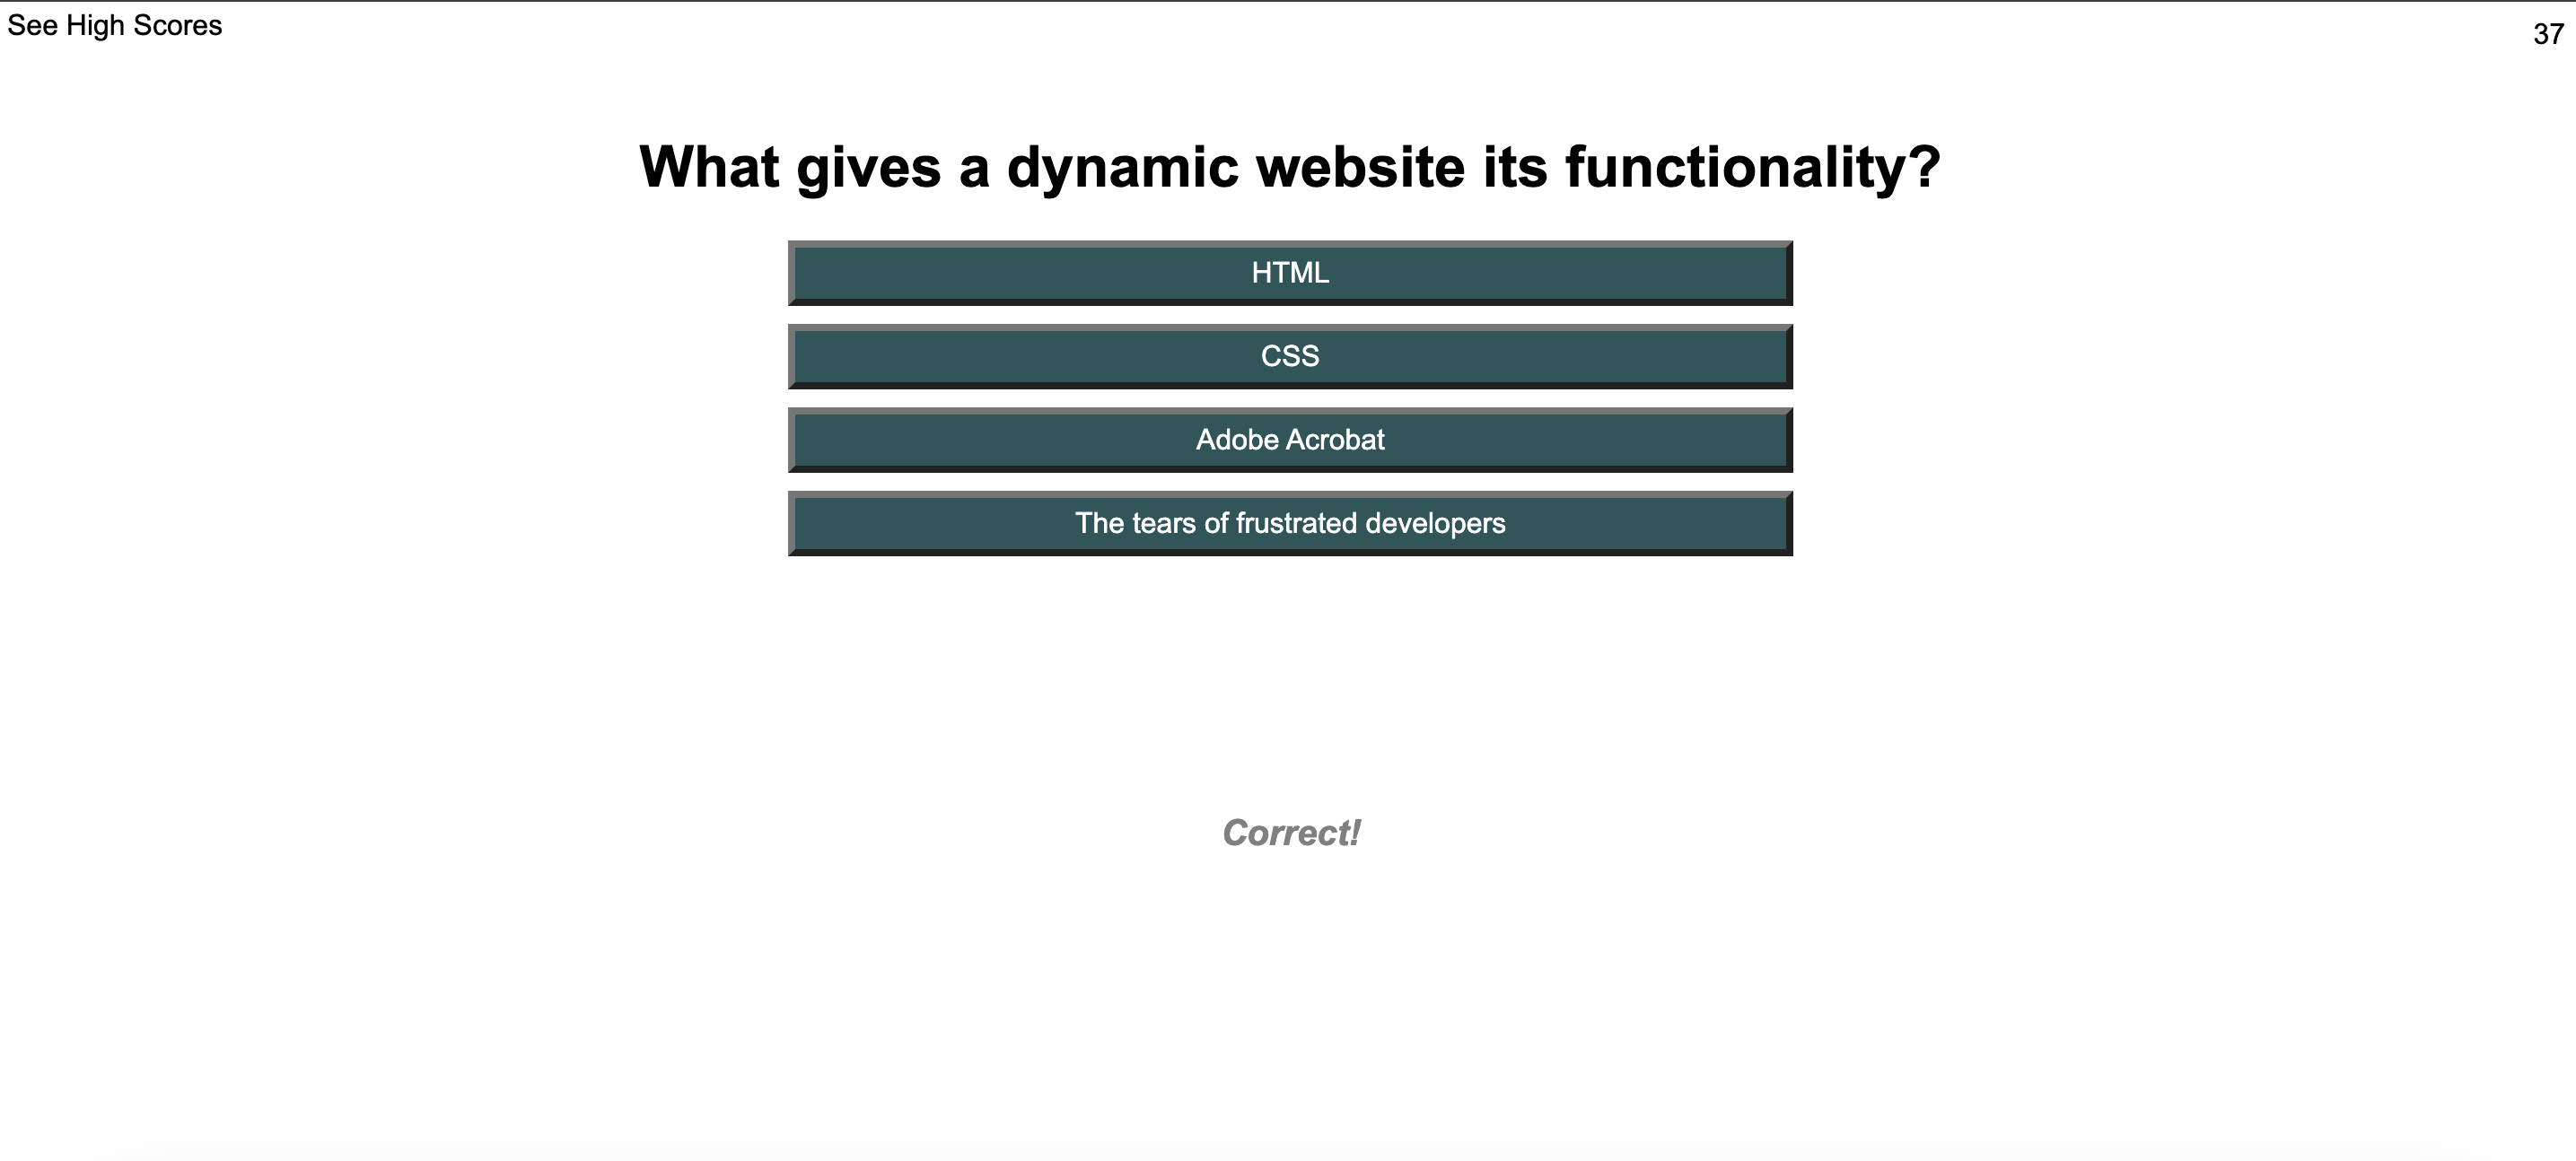 See High Scores
37
What gives a dynamic website its functionality?
HTML
CSS
Adobe Acrobat
The tears of frustrated developers
Correct!